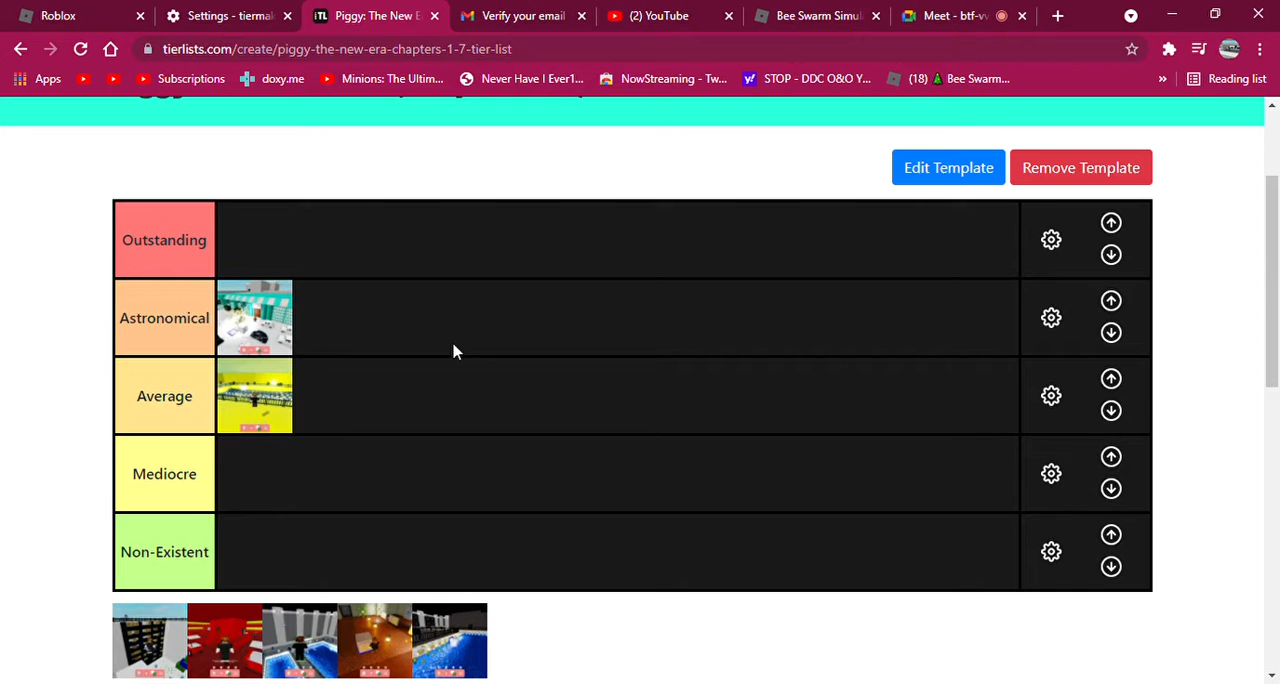 Roblox
Settings - tiermak
Piggy: The New E
Verify your email
(2) YouTube
Bee Swarm Simul
Meet - btf-vv
tierlists.com/create/piggy-the-new-era-chapters-1-7-tier-list
Apps
Subscriptions
doxy.me
Minions: The Ultim...
Never Have I Ever1...
NowStreaming - Tw...
STOP - DDC O&O Y...
(18) Bee Swarm...
»
Reading list
Edit Template
Remove Template
Outstanding
Astronomical
Average
Mediocre
Non-Existent